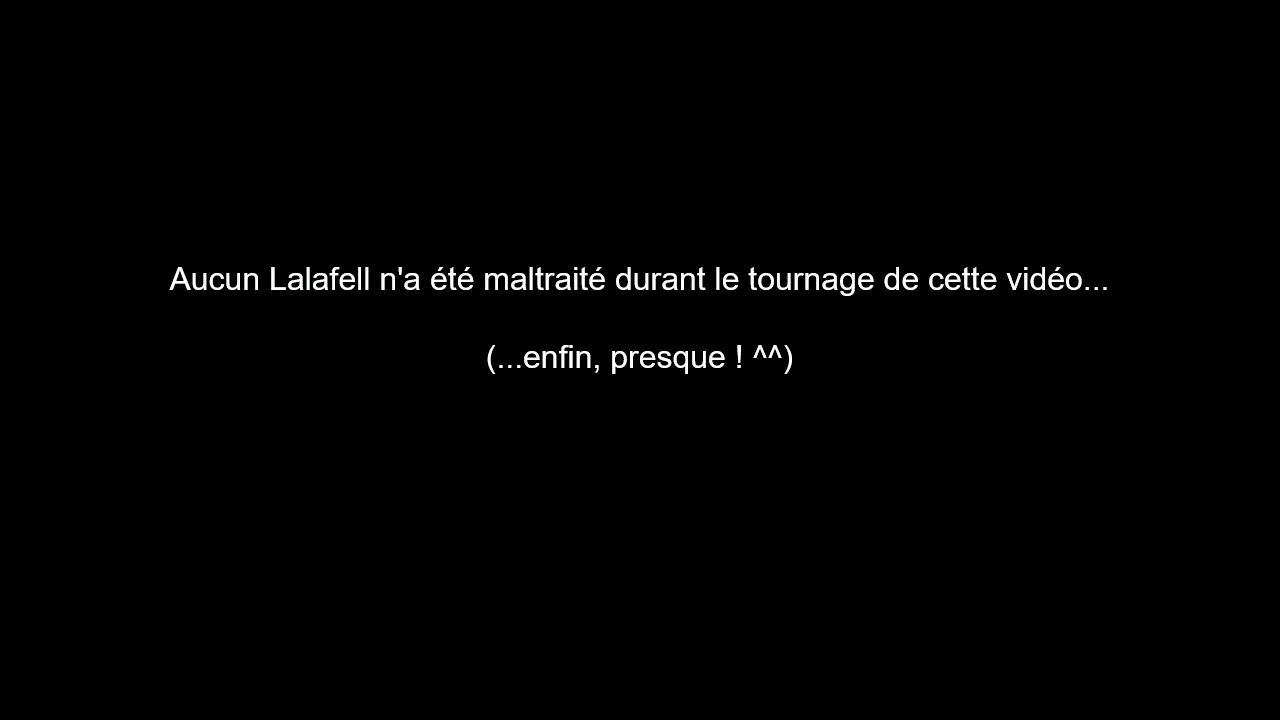 Aucun Lalafell n'a été maltraité durant le tournage de cette vidéo...
(...enfin, presque ! ^^)